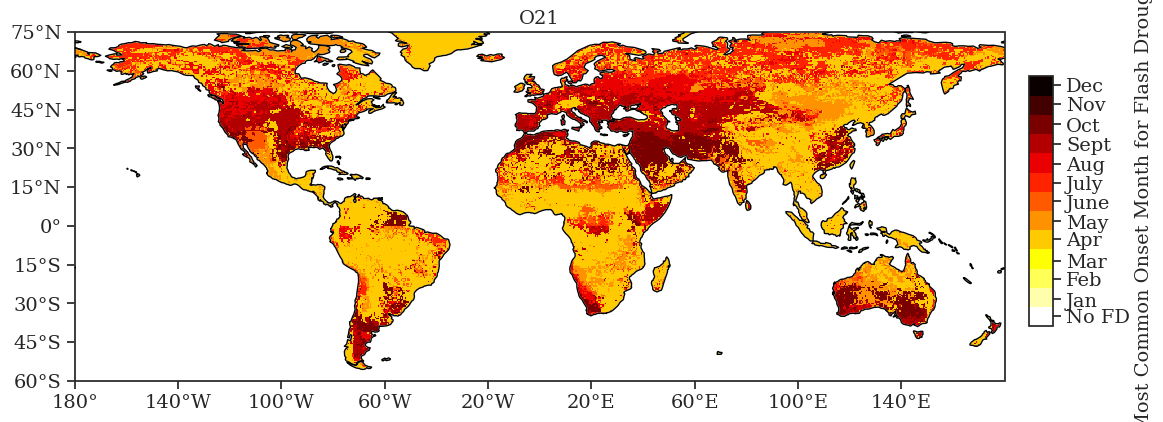 O21
75°N
60°N
45°N
30°N
15°N
0°
15°S
30°S
45°S
60°S
180°
140°W
100°W
60°W
20°W
20°E
60°E
100°E
140°E
Dec
Nov
Oct
Sept
Aug
July
June
May
Apr
Mar
Feb
Jan
No FD
Most Common Onset Month for Flash Droug